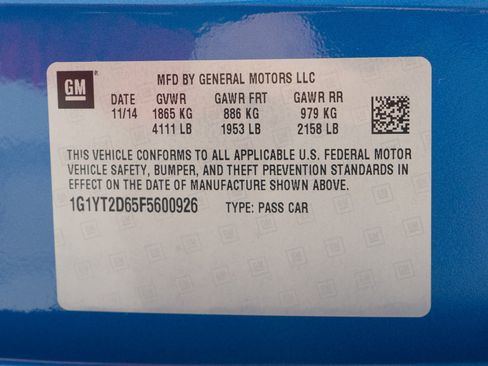 GM
MFD BY GENERAL MOTORS LLC
DATE GVWR GAWR FRT GAWR RR
11/14 1865 KG 886 KG 979 KG
4111 LB 1953 LB 2158 LB
THIS VEHICLE CONFORMS TO ALL APPLICABLE U.S. FEDERAL MOTOR
VEHICLE SAFETY, BUMPER, AND THEFT PREVENTION STANDARDS IN
EFFECT ON THE DATE OF MANUFACTURE SHOWN ABOVE.
1G1YT2D65F5600926 TYPE: PASS CAR